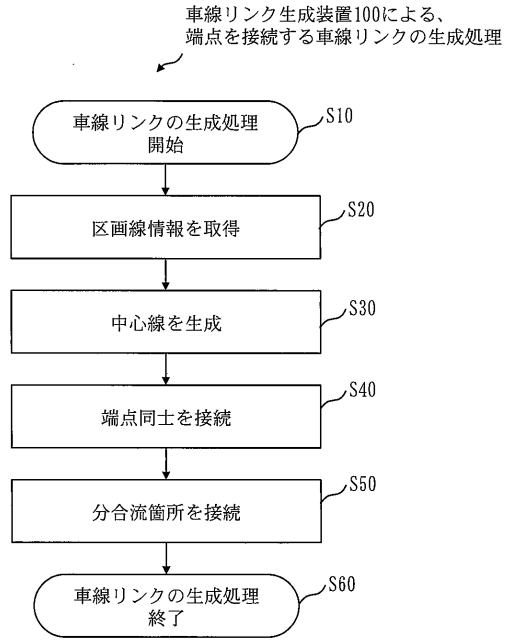 車線リンク生成装置100による、
端点を接続する車線リンクの生成処理
車線リンクの生成処理
開始
S10
区画線情報を取得
S20
中心線を生成
S30
端点同士を接続
S40
分合流箇所を接続
S50
車線リンクの生成処理
終了
S60